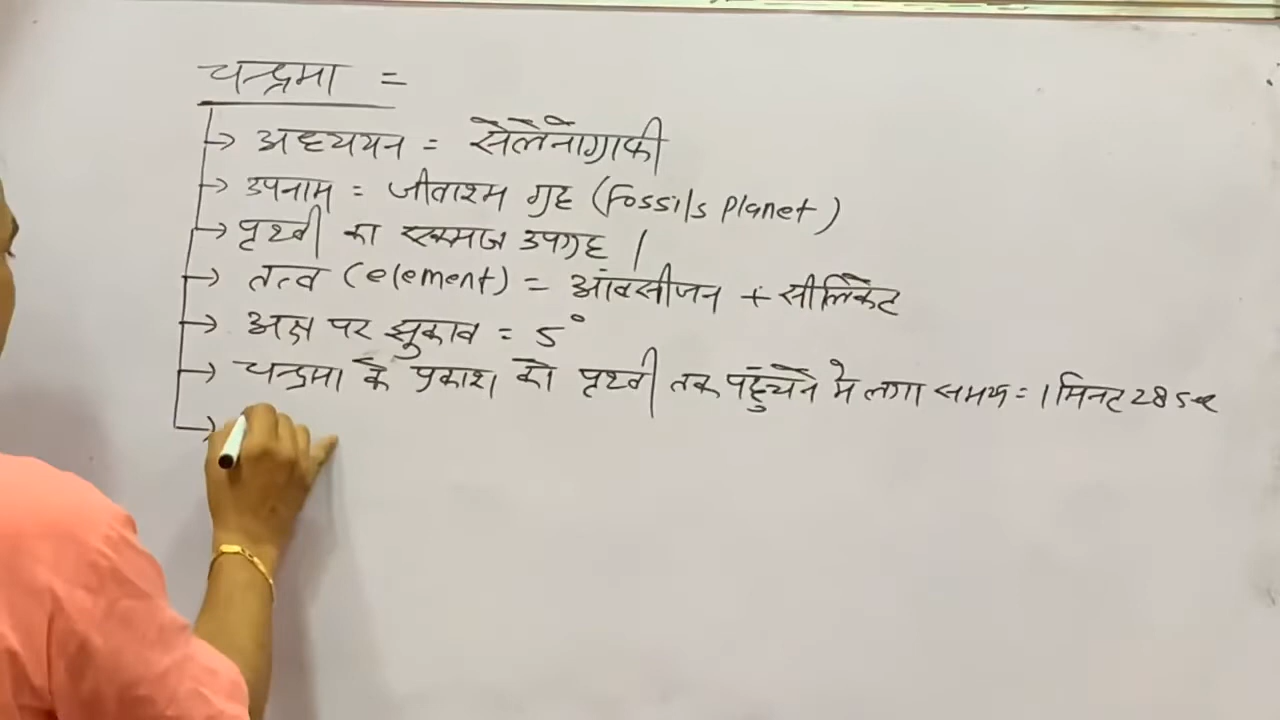 चन्द्रमा =
→ अध्ययन = सेलेनोग्राफी
→ उपनाम = जीवाश्म ग्रह (Fossils Planet)
→ पृथ्वी का एकमात्र उपग्रह |
→ तत्व (element) = ऑक्सीजन + सीलिकेट
→ अक्ष पर झुकाव = 5°
→ चन्द्रमा के प्रकाश को पृथ्वी तक पहुँचने मे लगा समय = 1 मिनट 28 Sec
→